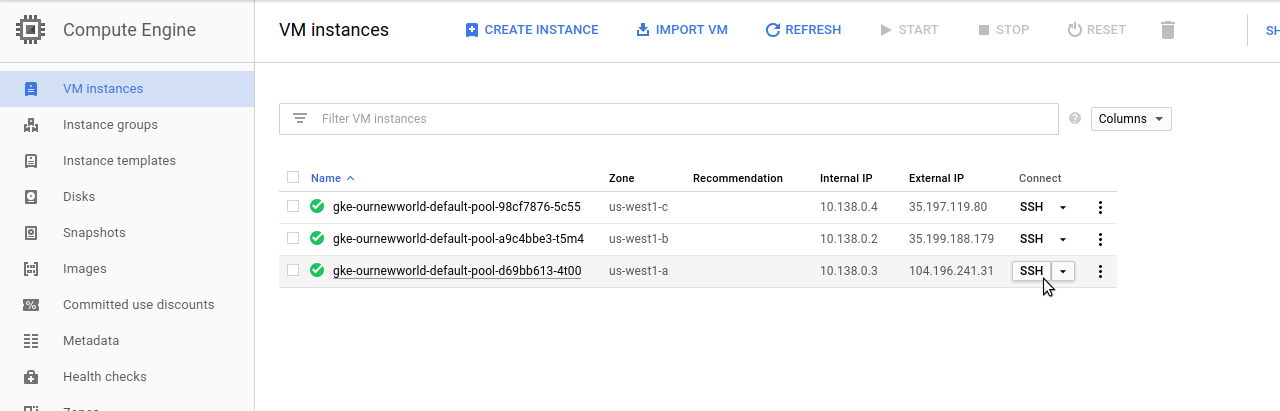 Compute Engine
VM instances CREATE INSTANCE IMPORT VM REFRESH START STOP RESET SH
VM instances
Instance groups
Instance templates
Disks
Snapshots
Images
Committed use discounts
Metadata
Health checks
Filter VM instances ? Columns
Name Zone Recommendation Internal IP External IP Connect
gke-ournewworld-default-pool-98cf7876-5c55 us-west1-c 10.138.0.4 35.197.119.80 SSH
gke-ournewworld-default-pool-a9c4bbe3-t5m4 us-west1-b 10.138.0.2 35.199.188.179 SSH
gke-ournewworld-default-pool-d69bb613-4t00 us-west1-a 10.138.0.3 104.196.241.31 SSH